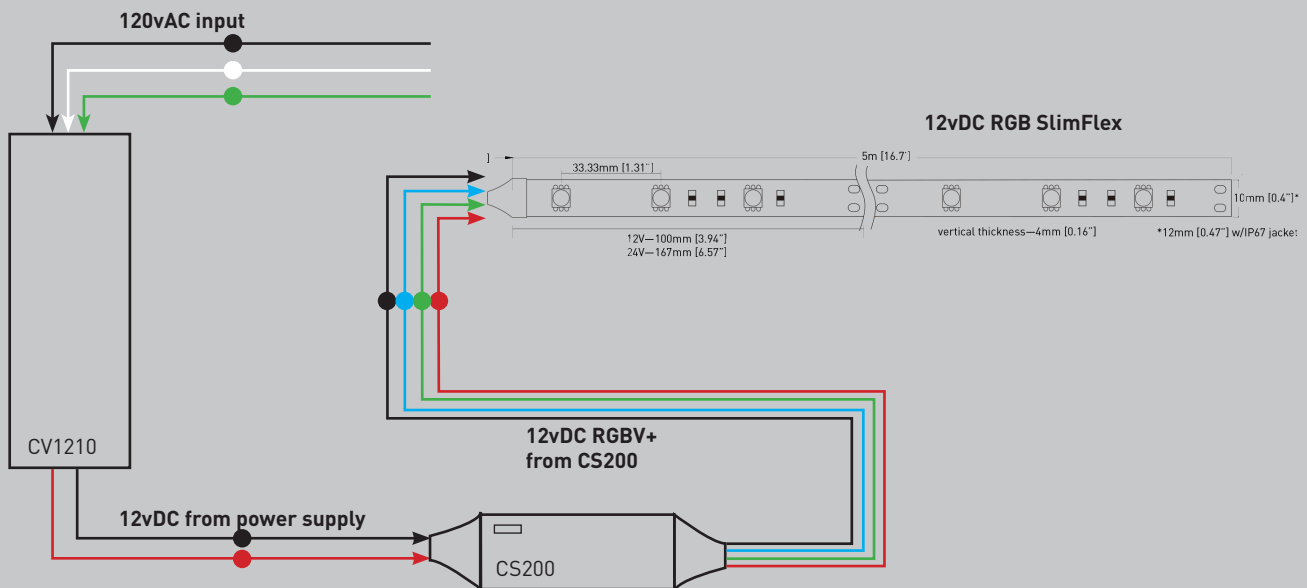 120vAC input
12vDC RGB SlimFlex
]
5m [16.7']
33.33mm [1.31"]
10mm [0.4"]*
12V—100mm [3.94"]
24V—167mm [6.57"]
vertical thickness—4mm [0.16"]
*12mm [0.47"] w/IP67 jacket
CV1210
12vDC RGBV+
from CS200
12vDC from power supply
CS200